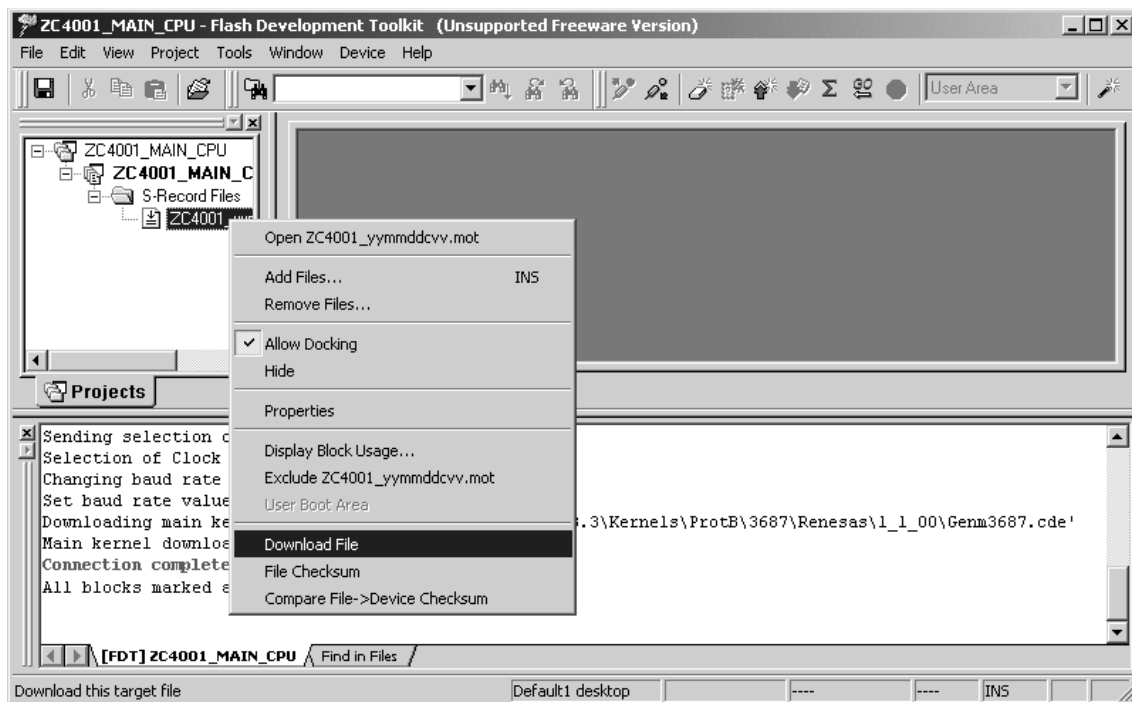 ZC4001_MAIN_CPU - Flash Development Toolkit (Unsupported Freeware Version)
File Edit View Project Tools Window Device Help
User Area
ZC4001_MAIN_CPU
ZC4001_MAIN_C
S-Record Files
ZC4001
Open ZC4001_yymmddcvv.mot
Add Files... INS
Remove Files...
Allow Docking
Hide
Projects
Properties
Display Block Usage...
Exclude ZC4001_yymmddcvv.mot
User Boot Area
Download File
File Checksum
Compare File->Device Checksum
Sending selection
Selection of Clock
Changing baud rate
Set baud rate value
Downloading main ke .3\Kernels\ProtB\3687\Renesas\1_1_00\Genm3687.cde'
Main kernel downloa
Connection complete
All blocks marked
[FDT] ZC4001_MAIN_CPU Find in Files
Download this target file Default1 desktop ---- ---- INS